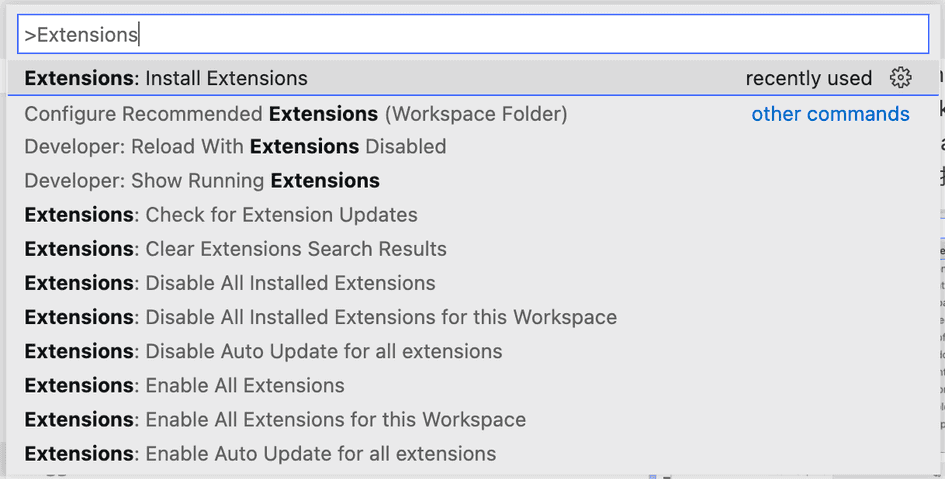 >Extensions
Extensions: Install Extensions recently used
Configure Recommended Extensions (Workspace Folder) other commands
Developer: Reload With Extensions Disabled
Developer: Show Running Extensions
Extensions: Check for Extension Updates
Extensions: Clear Extensions Search Results
Extensions: Disable All Installed Extensions
Extensions: Disable All Installed Extensions for this Workspace
Extensions: Disable Auto Update for all extensions
Extensions: Enable All Extensions
Extensions: Enable All Extensions for this Workspace
Extensions: Enable Auto Update for all extensions